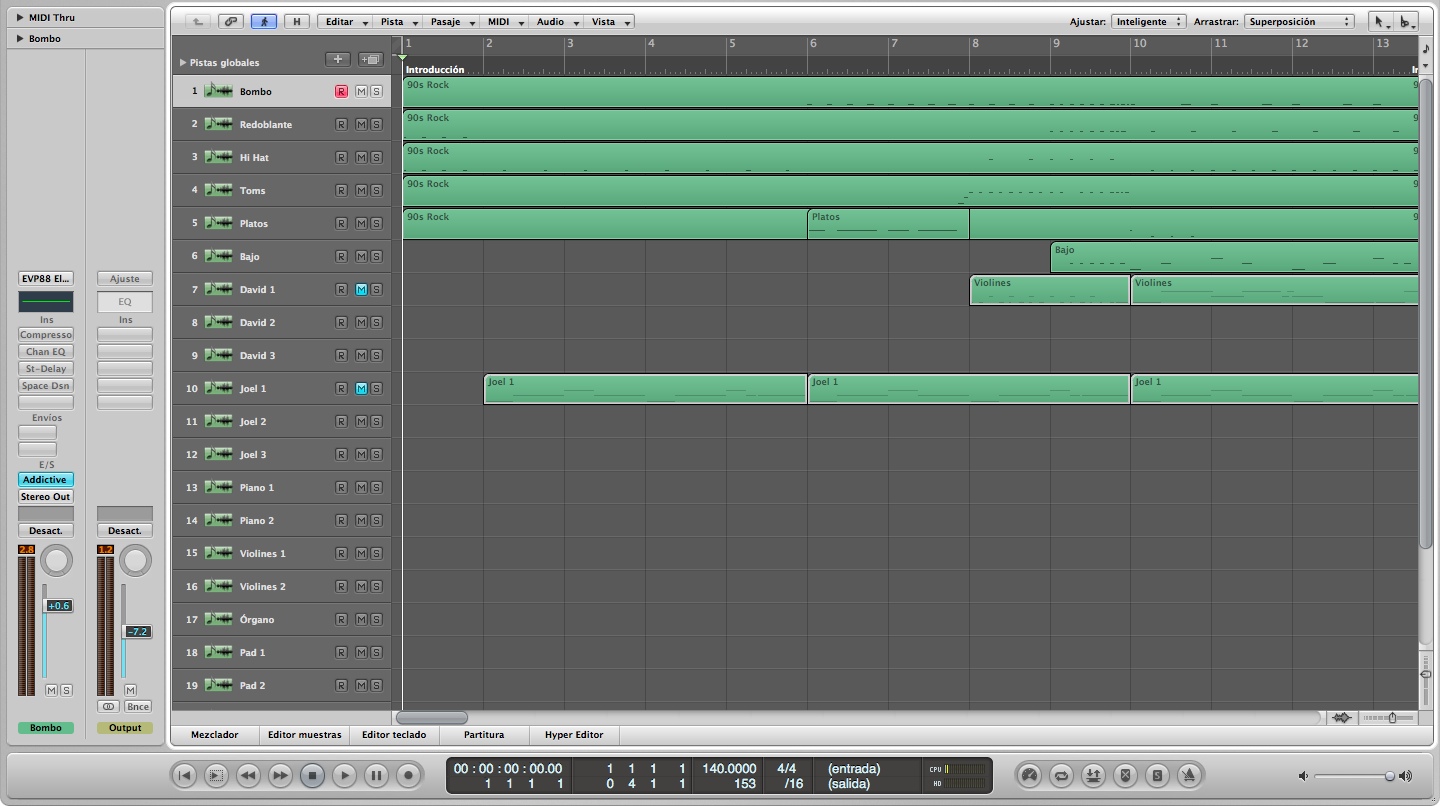 MIDI Thru
Bombo
H Editar Pista Pasaje MIDI Audio Vista Ajustar: Inteligente Arrastrar: Superposición
1 2 3 4 5 6 7 8 9 10 11 12 13
Pistas globales
Introducción
1 Bombo R M S 90s Rock 9
2 Redoblante R M S 90s Rock 9
3 Hi Hat R M S 90s Rock 9
4 Toms R M S 90s Rock 9
5 Platos R M S 90s Rock Platos 9
6 Bajo R M S Bajo
7 David 1 R M S Violines Violines
8 David 2 R M S
9 David 3 R M S
10 Joel 1 R M S Joel 1 Joel 1 Joel 1
11 Joel 2 R M S
12 Joel 3 R M S
13 Piano 1 R M S
14 Piano 2 R M S
15 Violines 1 R M S
16 Violines 2 R M S
17 Órgano R M S
18 Pad 1 R M S
19 Pad 2 R M S
EVP88 El... Ajuste
EQ
Ins Ins
Compresso
Chan EQ
St-Delay
Space Dsn
Envíos
E/S
Addictive
Stereo Out
Desact. Desact.
2.8 1.2
+0.6
-7.2
M S M
Bnce
Bombo Output
Mezclador Editor muestras Editor teclado Partitura Hyper Editor
00 : 00 : 00 : 00.00 1 1 1 1 140.0000 4/4 (entrada) CPU
1 1 1 1 0 4 1 1 153 /16 (salida) HD
S